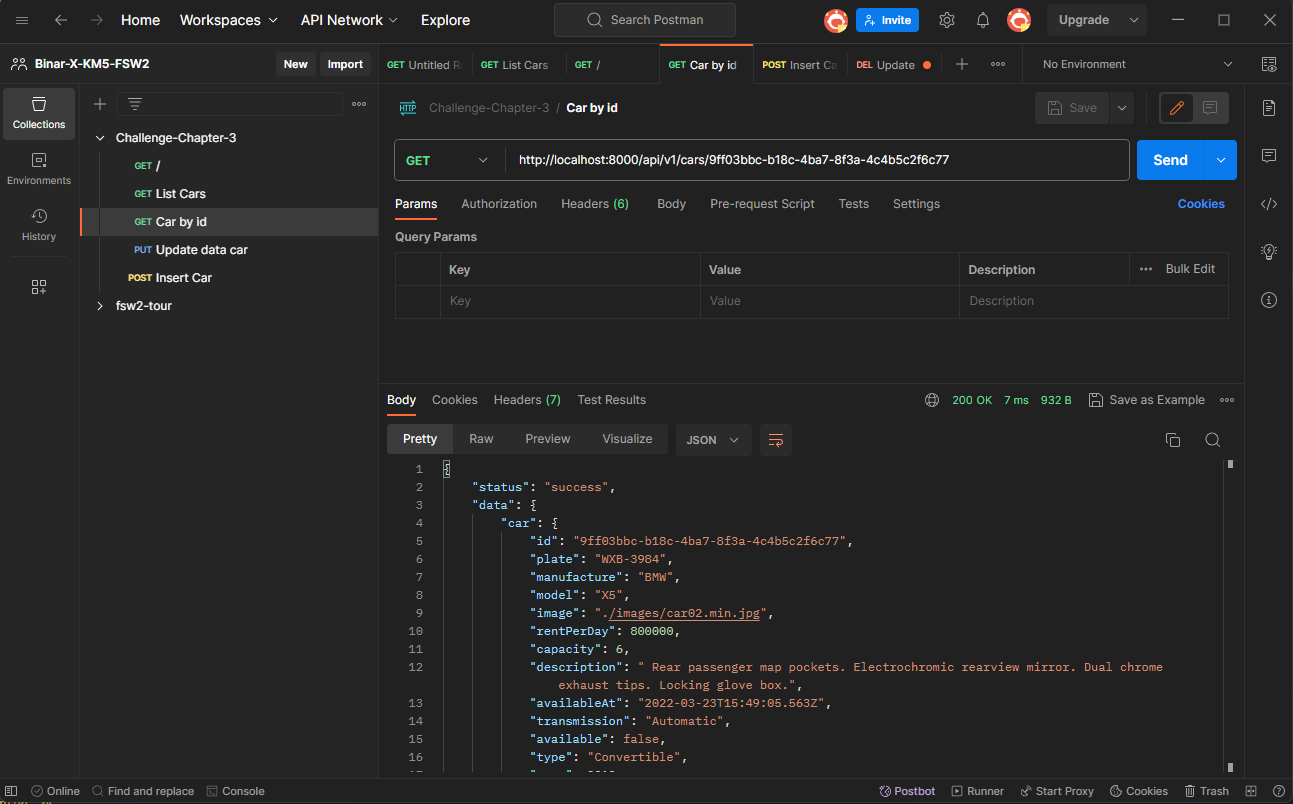 Home Workspaces API Network Explore Search Postman Invite Upgrade
Binar-X-KM5-FSW2 New Import GET Untitled R GET List Cars GET / GET Car by id POST Insert Ca DEL Update No Environment
Collections
Environments
History
Challenge-Chapter-3
GET /
GET List Cars
GET Car by id
PUT Update data car
POST Insert Car
fsw2-tour
HTTP Challenge-Chapter-3 / Car by id Save
GET http://localhost:8000/api/v1/cars/9ff03bbc-b18c-4ba7-8f3a-4c4b5c2f6c77 Send
Params Authorization Headers (6) Body Pre-request Script Tests Settings Cookies
Query Params
Key Value Description Bulk Edit
Key Value Description
Body Cookies Headers (7) Test Results 200 OK 7 ms 932 B Save as Example
Pretty Raw Preview Visualize JSON
1 {
2 "status": "success",
3 "data": {
4 "car": {
5 "id": "9ff03bbc-b18c-4ba7-8f3a-4c4b5c2f6c77",
6 "plate": "WXB-3984",
7 "manufacture": "BMW",
8 "model": "X5",
9 "image": "./images/car02.min.jpg",
10 "rentPerDay": 800000,
11 "capacity": 6,
12 "description": " Rear passenger map pockets. Electrochromic rearview mirror. Dual chrome
exhaust tips. Locking glove box.",
13 "availableAt": "2022-03-23T15:49:05.563Z",
14 "transmission": "Automatic",
15 "available": false,
16 "type": "Convertible",
Online Find and replace Console Postbot Runner Start Proxy Cookies Trash